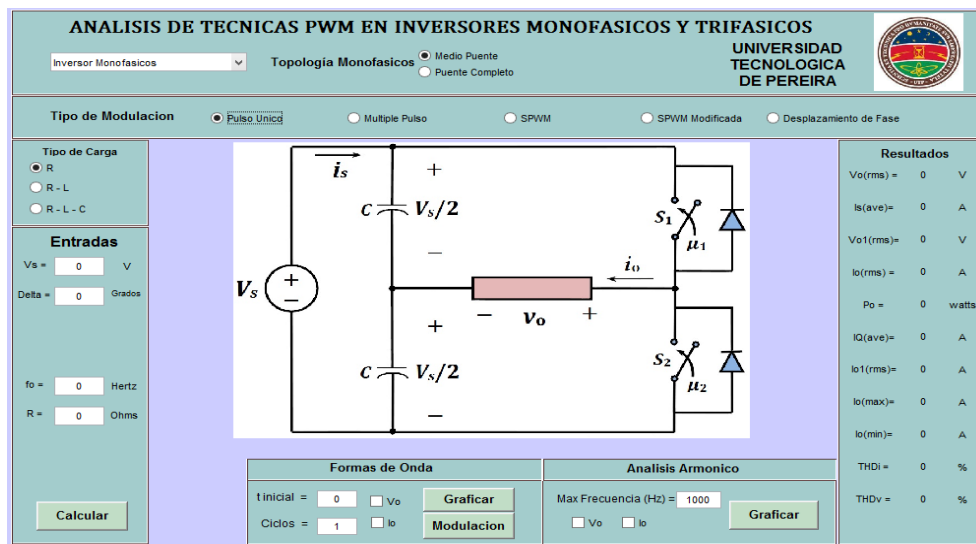 ANALISIS DE TECNICAS PWM EN INVERSORES MONOFASICOS Y TRIFASICOS
Inversor Monofasicos
Topología Monofasicos
Medio Puente
Puente Completo
UNIVERSIDAD
TECNOLOGICA
DE PEREIRA
Tipo de Modulacion
Pulso Unico
Multiple Pulso
SPWM
SPWM Modificada
Desplazamiento de Fase
Tipo de Carga
R
R - L
R - L - C
Entradas
Vs = 0 V
Delta = 0 Grados
fo = 0 Hertz
R = 0 Ohms
Calcular
is
+
C Vs/2
−
S1
μ1
Vs
+
−
io
− vo +
+
C Vs/2
−
S2
μ2
Resultados
Vo(rms) = 0 V
Is(ave)= 0 A
Vo1(rms)= 0 V
Io(rms) = 0 A
Po = 0 watts
IQ(ave)= 0 A
Io1(rms)= 0 A
Io(max)= 0 A
Io(min)= 0 A
THDi = 0 %
THDv = 0 %
Formas de Onda
t inicial = 0 Vo Graficar
Ciclos = 1 Io Modulacion
Analisis Armonico
Max Frecuencia (Hz) = 1000
Vo Io
Graficar